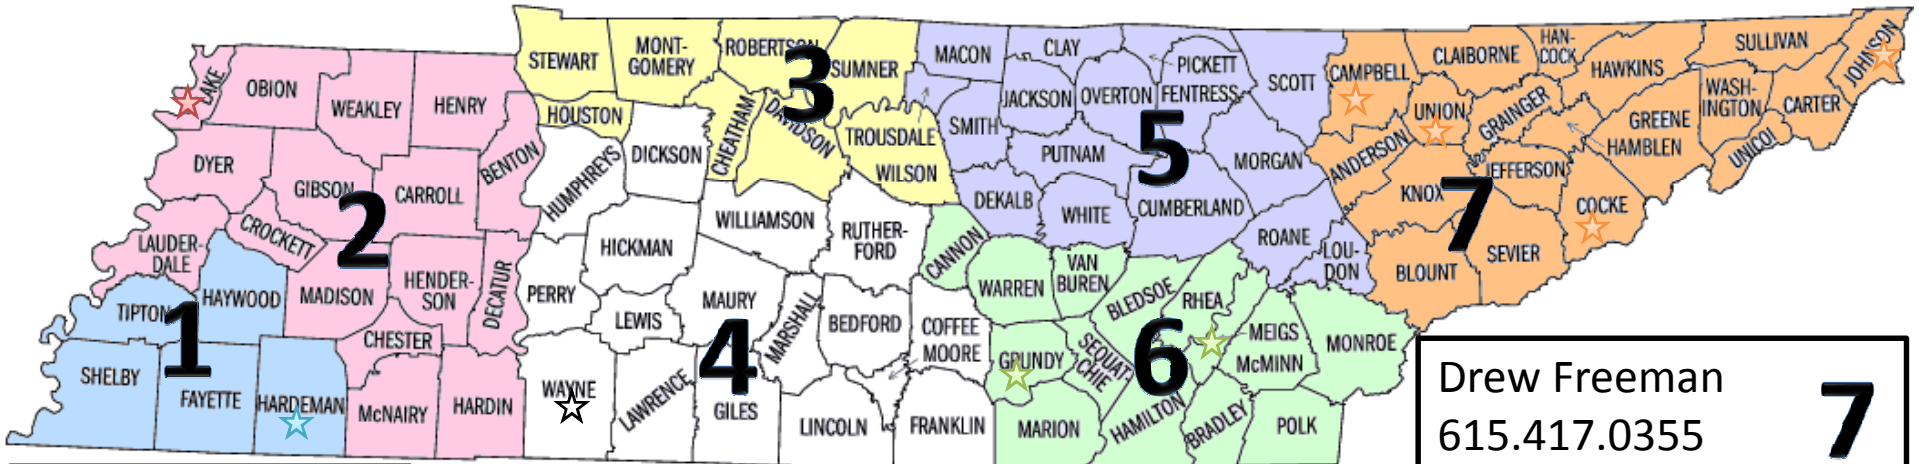 STEWART
MONT-
GOMERY
ROBERTSON
SUMNER
3
HOUSTON
CHEATHAM
DAVIDSON
TROUSDALE
WILSON
LAKE
OBION
WEAKLEY
HENRY
BENTON
DYER
GIBSON
CARROLL
2
CROCKETT
LAUDER-
DALE
MADISON
HENDER-
SON
DECATUR
CHESTER
McNAIRY
HARDIN
TIPTON
HAYWOOD
1
SHELBY
FAYETTE
HARDEMAN
HUMPHREYS
DICKSON
WILLIAMSON
RUTHER-
FORD
HICKMAN
PERRY
LEWIS
MAURY
MARSHALL
BEDFORD
COFFEE
MOORE
4
WAYNE
LAWRENCE
GILES
LINCOLN
FRANKLIN
MACON
CLAY
PICKETT
SCOTT
JACKSON
OVERTON
FENTRESS
SMITH
PUTNAM
5
MORGAN
DEKALB
WHITE
CUMBERLAND
ROANE
LOU-
DON
CANNON
WARREN
VAN
BUREN
BLEDSOE
RHEA
MEIGS
McMINN
MONROE
GRUNDY
SEQUAT
CHIE
6
MARION
HAMILTON
BRADLEY
POLK
CAMPBELL
CLAIBORNE
HAN-
COCK
HAWKINS
SULLIVAN
JOHNSON
UNION
GRAINGER
WASH-
INGTON
CARTER
GREENE
HAMBLEN
UNICOI
ANDERSON
KNOX
JEFFERSON
7
COCKE
BLOUNT
SEVIER
Drew Freeman
615.417.0355
7